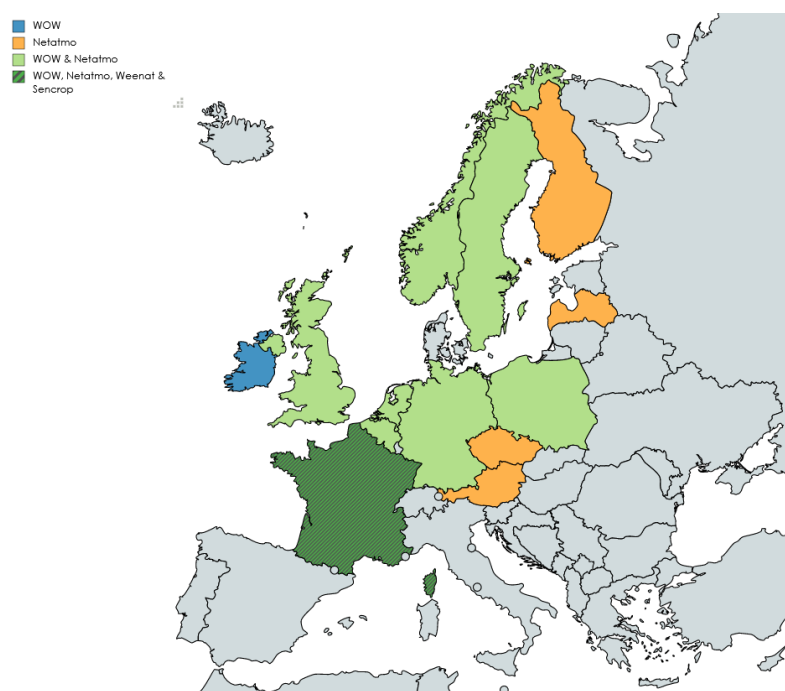 WOW
Netatmo
WOW & Netatmo
WOW, Netatmo, Weenat &
Sencrop